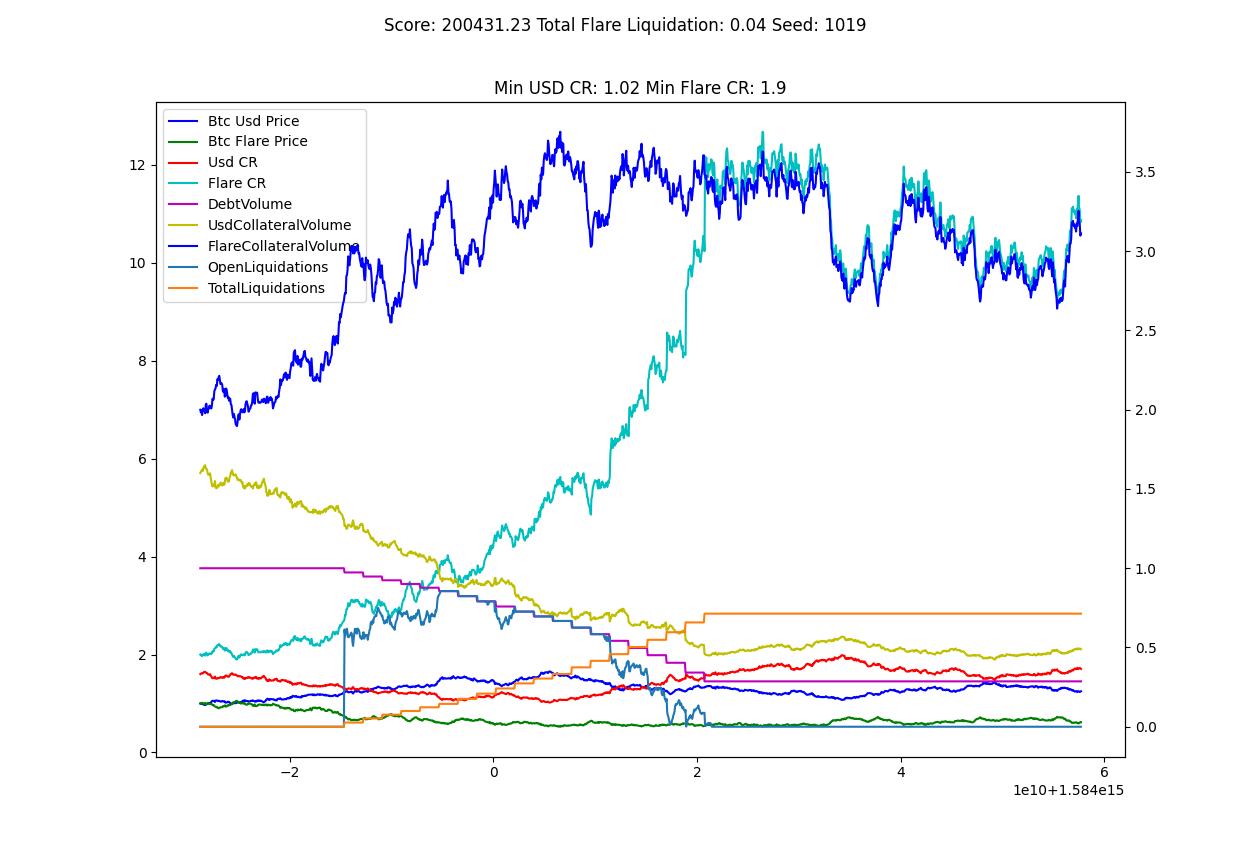 Score: 200431.23 Total Flare Liquidation: 0.04 Seed: 1019
Min USD CR: 1.02 Min Flare CR: 1.9
Btc Usd Price
Btc Flare Price
Usd CR
Flare CR
DebtVolume
UsdCollateralVolume
FlareCollateralVolume
OpenLiquidations
TotalLiquidations
12
10
8
6
4
2
0
3.5
3.0
2.5
2.0
1.5
1.0
0.5
0.0
−2 0 2 4 6
1e10+1.584e15